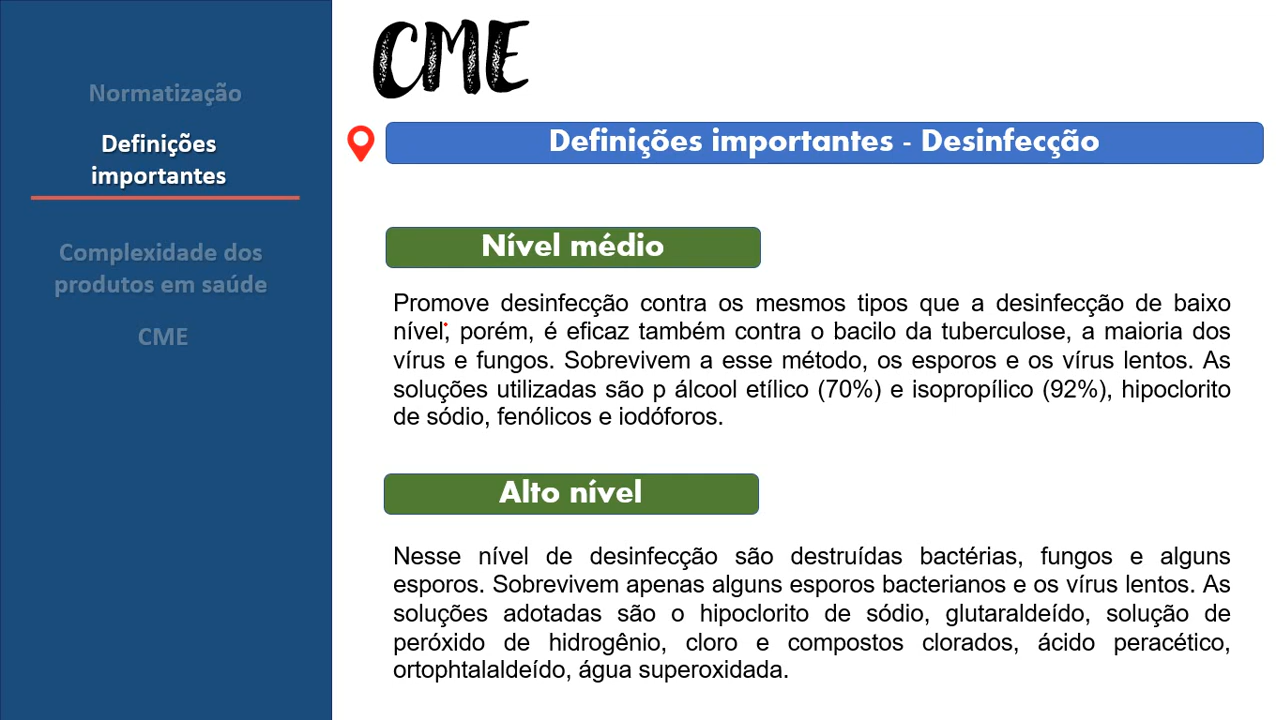 CME
Normatização
Definições
importantes
Complexidade dos
produtos em saúde
CME
Definições importantes - Desinfecção
Nível médio
Promove desinfecção contra os mesmos tipos que a desinfecção de baixo
nível; porém, é eficaz também contra o bacilo da tuberculose, a maioria dos
vírus e fungos. Sobrevivem a esse método, os esporos e os vírus lentos. As
soluções utilizadas são p álcool etílico (70%) e isopropílico (92%), hipoclorito
de sódio, fenólicos e iodóforos.
Alto nível
Nesse nível de desinfecção são destruídas bactérias, fungos e alguns
esporos. Sobrevivem apenas alguns esporos bacterianos e os vírus lentos. As
soluções adotadas são o hipoclorito de sódio, glutaraldeído, solução de
peróxido de hidrogênio, cloro e compostos clorados, ácido peracético,
ortophtalaldeído, água superoxidada.